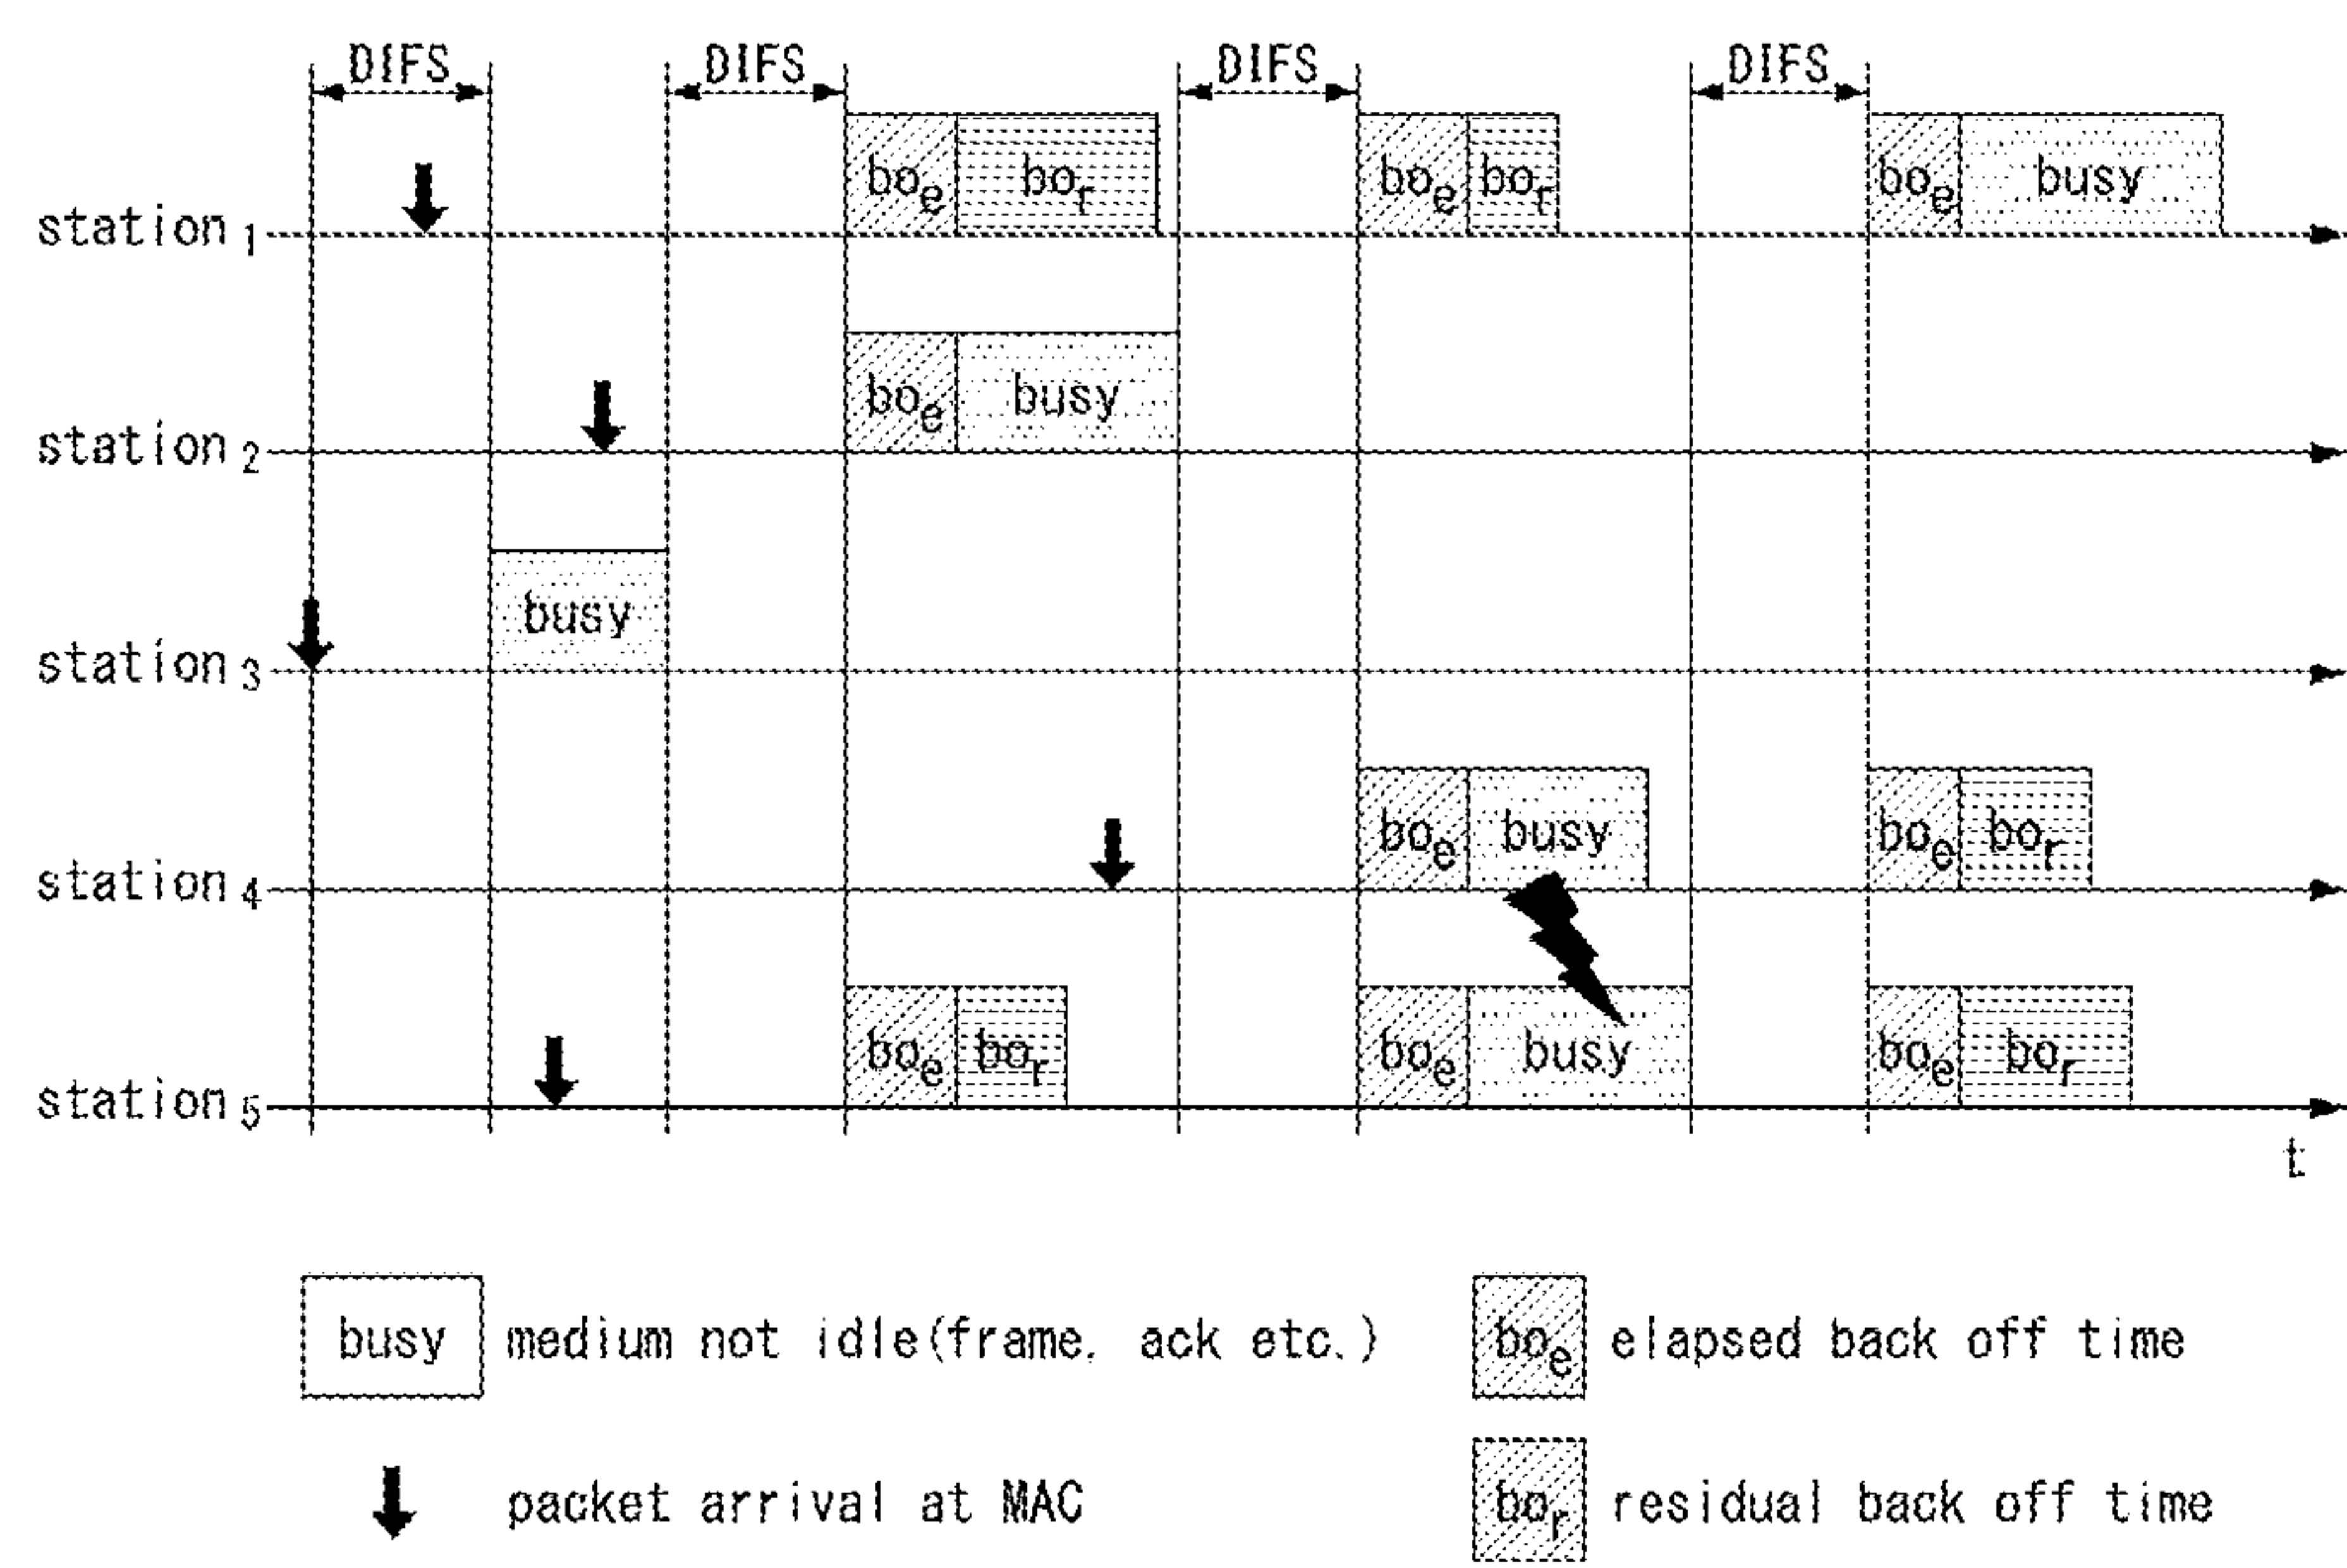 DIFS DIFS DIFS DIFS
station 1 bo_e bo_r bo_e bo_r bo_e busy
station 2 bo_e busy
station 3 busy
station 4 bo_e busy bo_e bo_r
station 5 bo_e bo_r bo_e busy bo_e bo_r
t
busy medium not idle(frame. ack etc.) bo_e elapsed back off time
packet arrival at MAC bo_r residual back off time